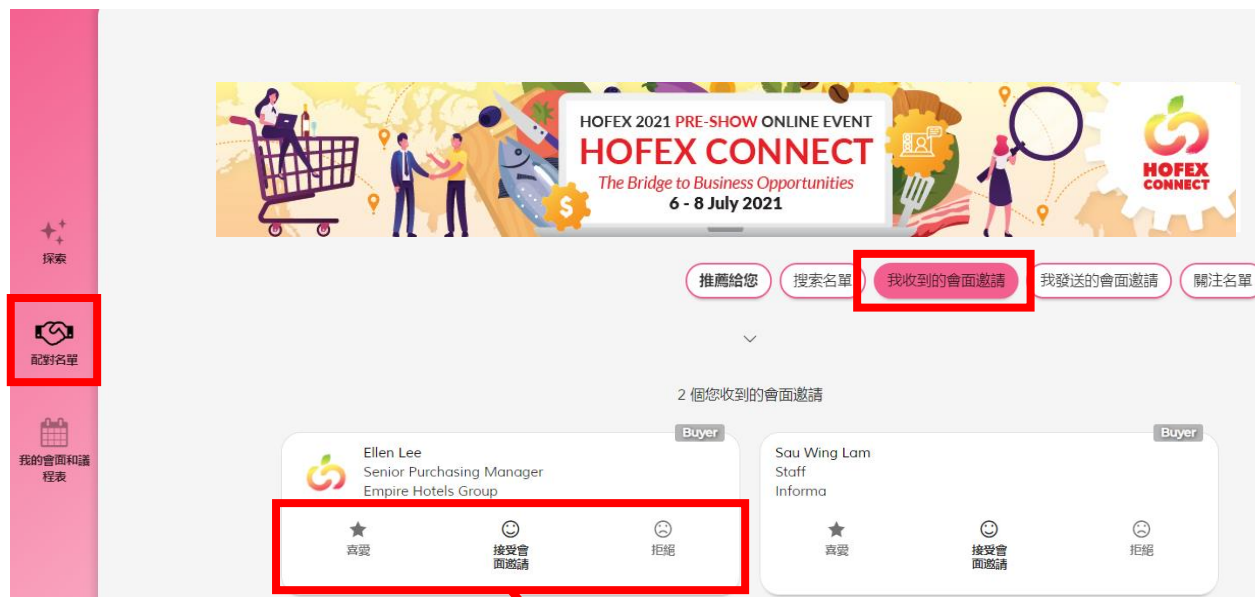 HOFEX 2021 PRE-SHOW ONLINE EVENT
HOFEX CONNECT
The Bridge to Business Opportunities
6 - 8 July 2021
HOFEX
CONNECT
$
探索
配對名單
我的會面和議
程表
推薦給您
搜索名單
我收到的會面邀請
我發送的會面邀請
關注名單
2 個您收到的會面邀請
Buyer
Ellen Lee
Senior Purchasing Manager
Empire Hotels Group
喜愛
接受會
面邀請
拒絕
Buyer
Sau Wing Lam
Staff
Informa
喜愛
接受會
面邀請
拒絕